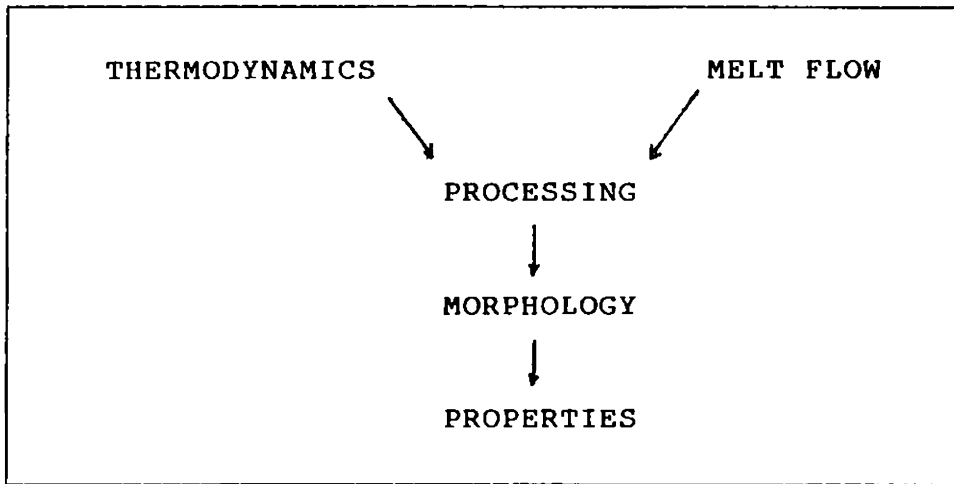 THERMODYNAMICS MELT FLOW
PROCESSING
MORPHOLOGY
PROPERTIES